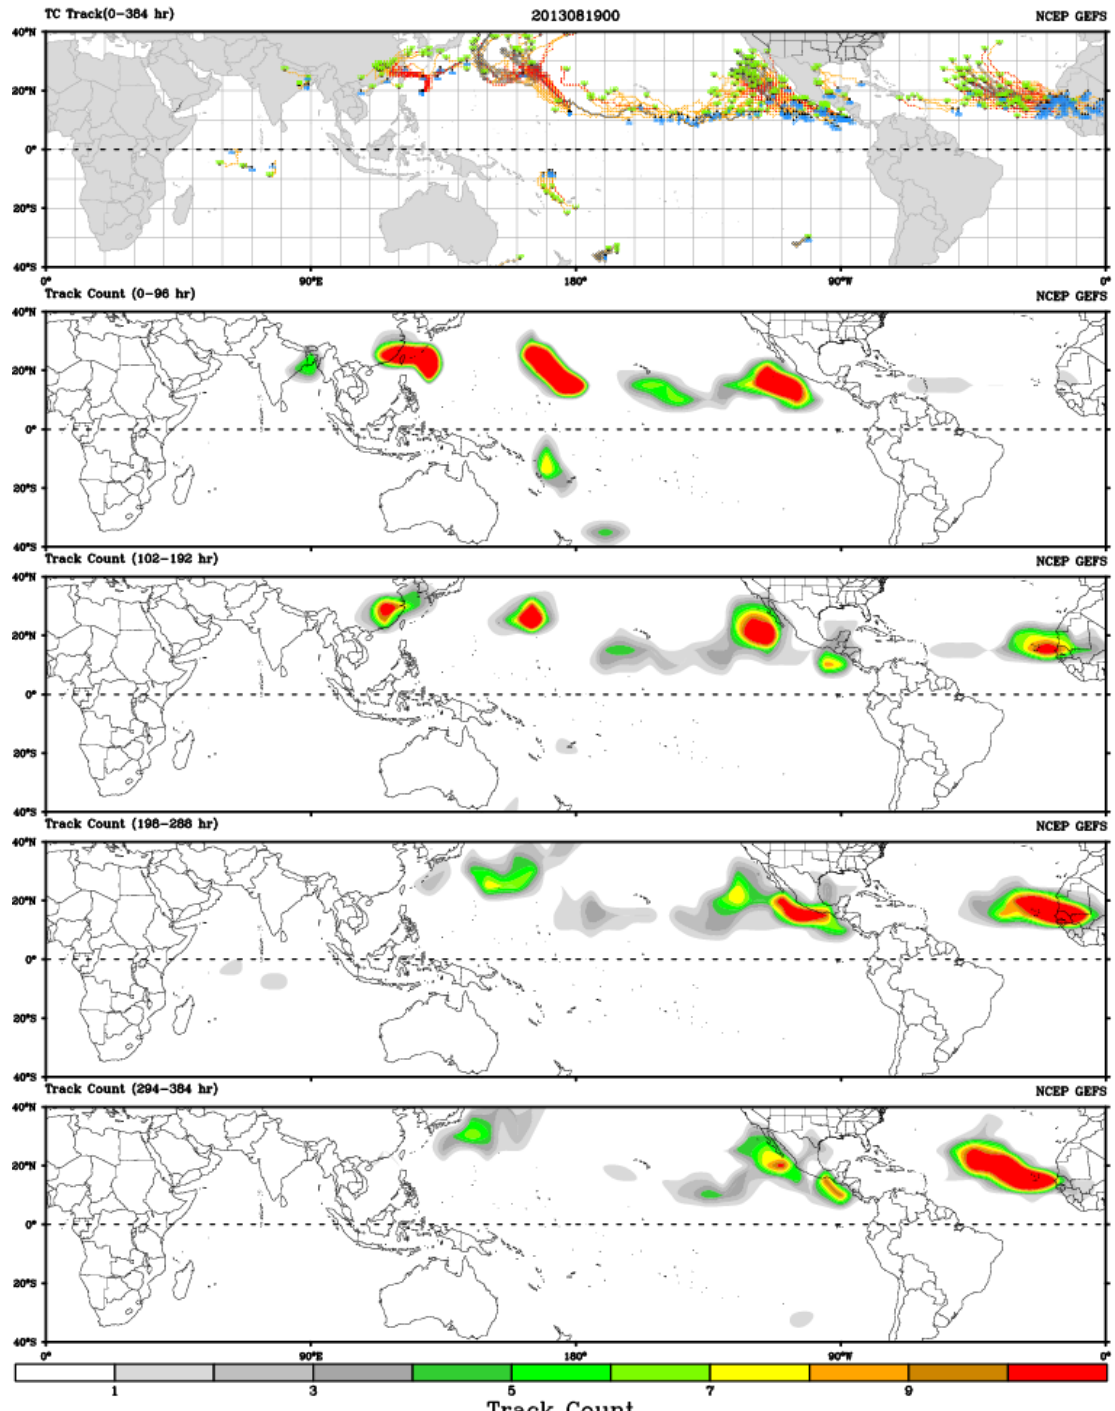 TC Track(0-384 hr) 2013081900 NCEP GEFS
40°N
20°N
0°
20°S
40°S
0° 90°E 180° 90°W 0°
Track Count (0-96 hr) NCEP GEFS
40°N
20°N
0°
20°S
40°S
Track Count (102-192 hr) NCEP GEFS
40°N
20°N
0°
20°S
40°S
Track Count (198-288 hr) NCEP GEFS
40°N
20°N
0°
20°S
40°S
Track Count (294-384 hr) NCEP GEFS
40°N
20°N
0°
20°S
40°S
0° 90°E 180° 90°W 0°
1 3 5 7 9
Track Count